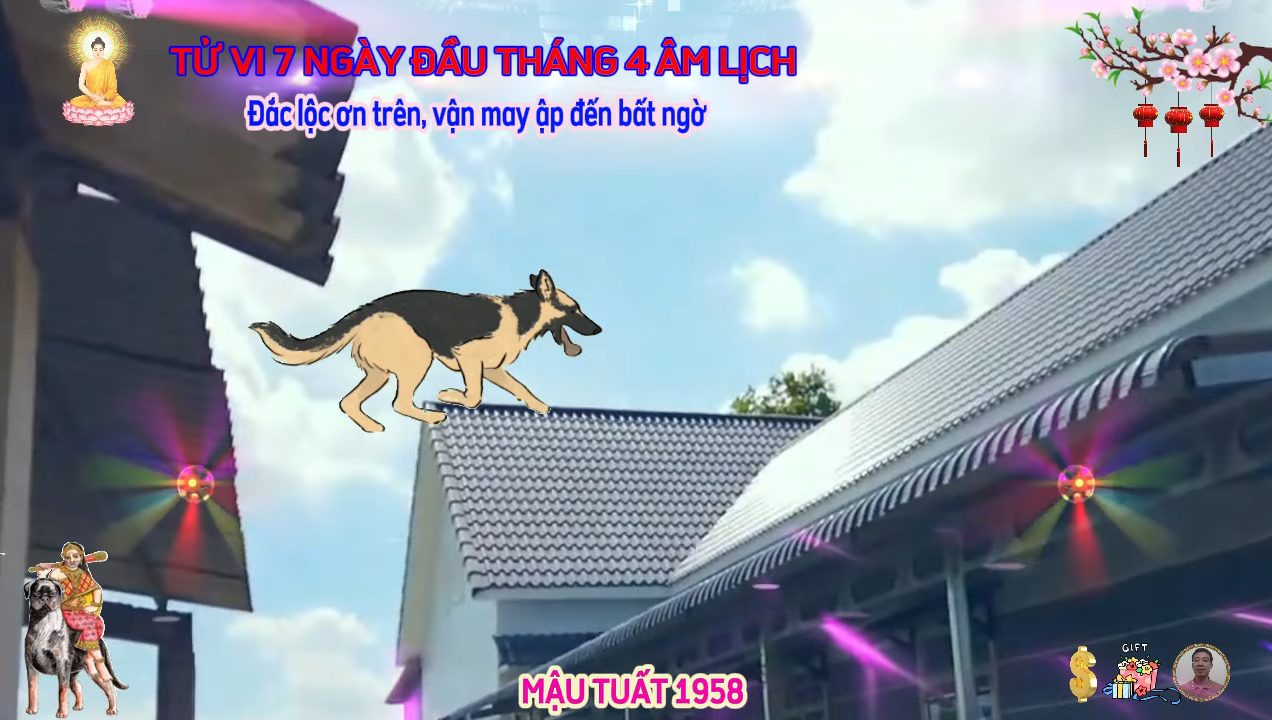 TỬ VI 7 NGÀY ĐẦU THÁNG 4 ÂM LỊCH
Đắc lộc ơn trên, vận may ập đến bất ngờ
GIFT
MẬU TUẤT 1958